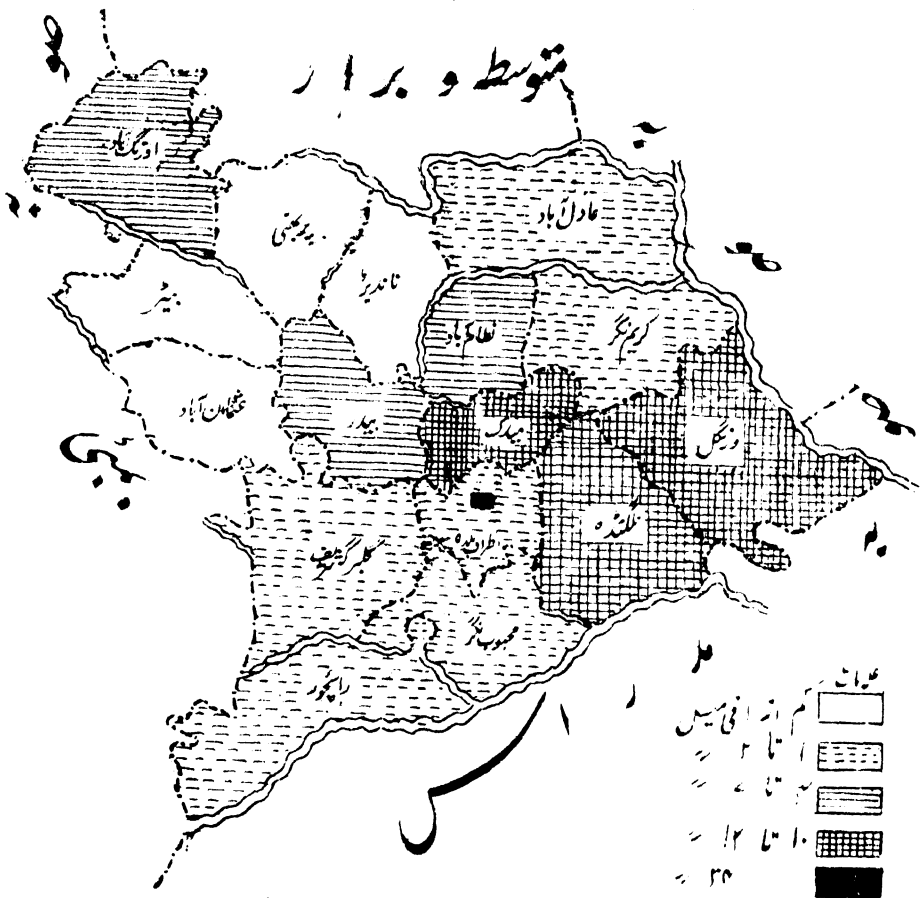 متوسط و برار
صوبہ
اورنگ آباد
عادل آباد
پربھنی
ناندیڑ
بیڑ
نظام آباد
کریم نگر
عثمان آباد
بیدر
میدک
ورنگل
بمبئی
نلگنڈہ
اطراف بلدہ
گلبرگہ شریف
محبوب نگر
رائچور
مدراس
علامات
کم از ا فی میل
۱ تا ۲ 〃
۱۰ تا ۱۲ 〃